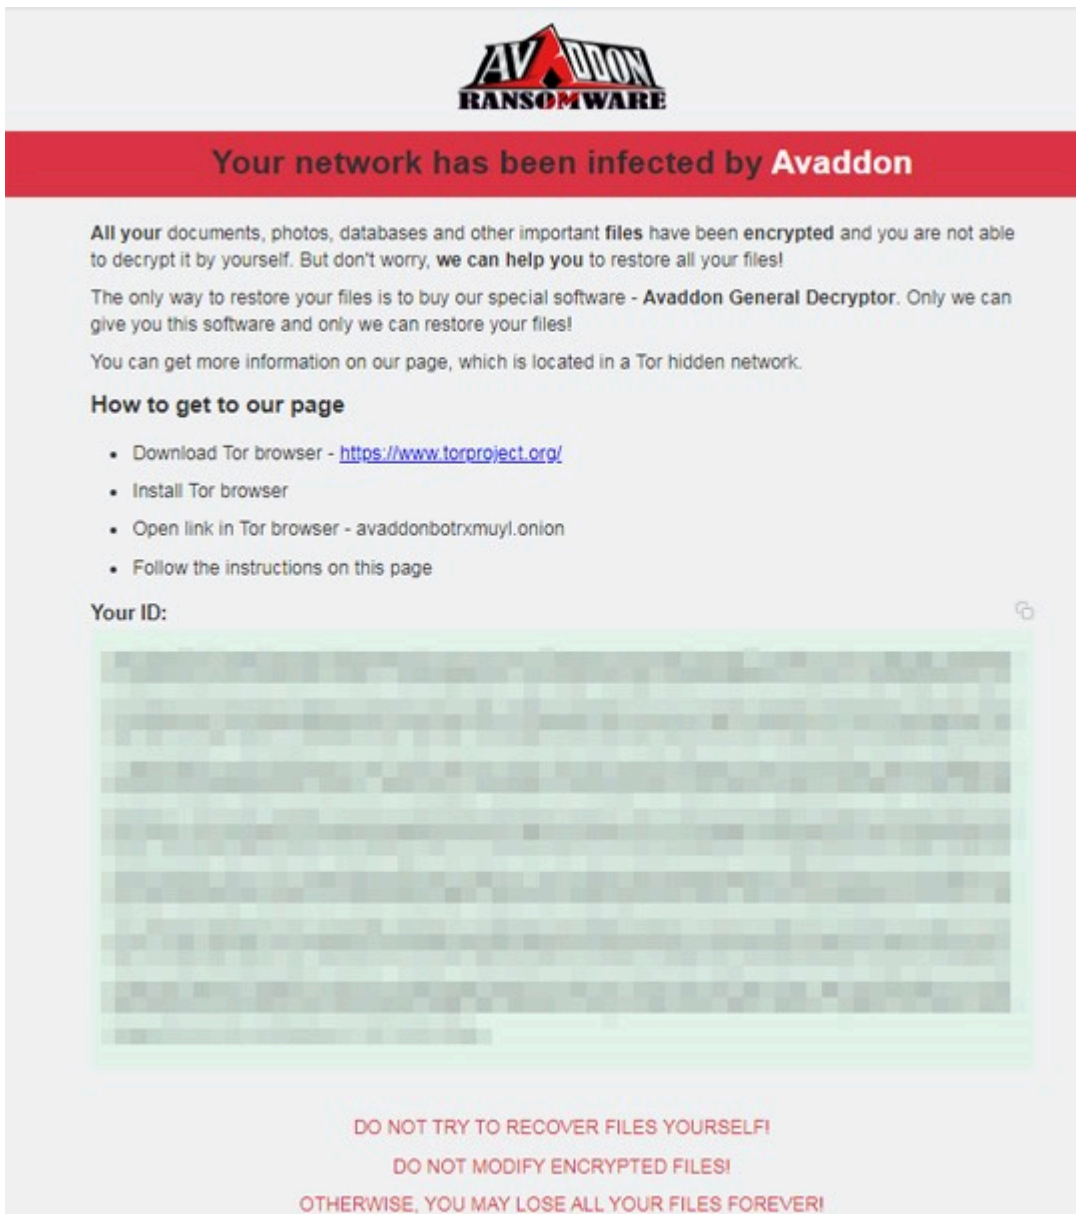 AVADDON
RANSOMWARE
Your network has been infected by Avaddon
All your documents, photos, databases and other important files have been encrypted and you are not able
to decrypt it by yourself. But don't worry, we can help you to restore all your files!
The only way to restore your files is to buy our special software - Avaddon General Decryptor. Only we can
give you this software and only we can restore your files!
You can get more information on our page, which is located in a Tor hidden network.
How to get to our page
• Download Tor browser - https://www.torproject.org/
• Install Tor browser
• Open link in Tor browser - avaddonbotrxmuyl.onion
• Follow the instructions on this page
Your ID:
DO NOT TRY TO RECOVER FILES YOURSELF!
DO NOT MODIFY ENCRYPTED FILES!
OTHERWISE, YOU MAY LOSE ALL YOUR FILES FOREVER!